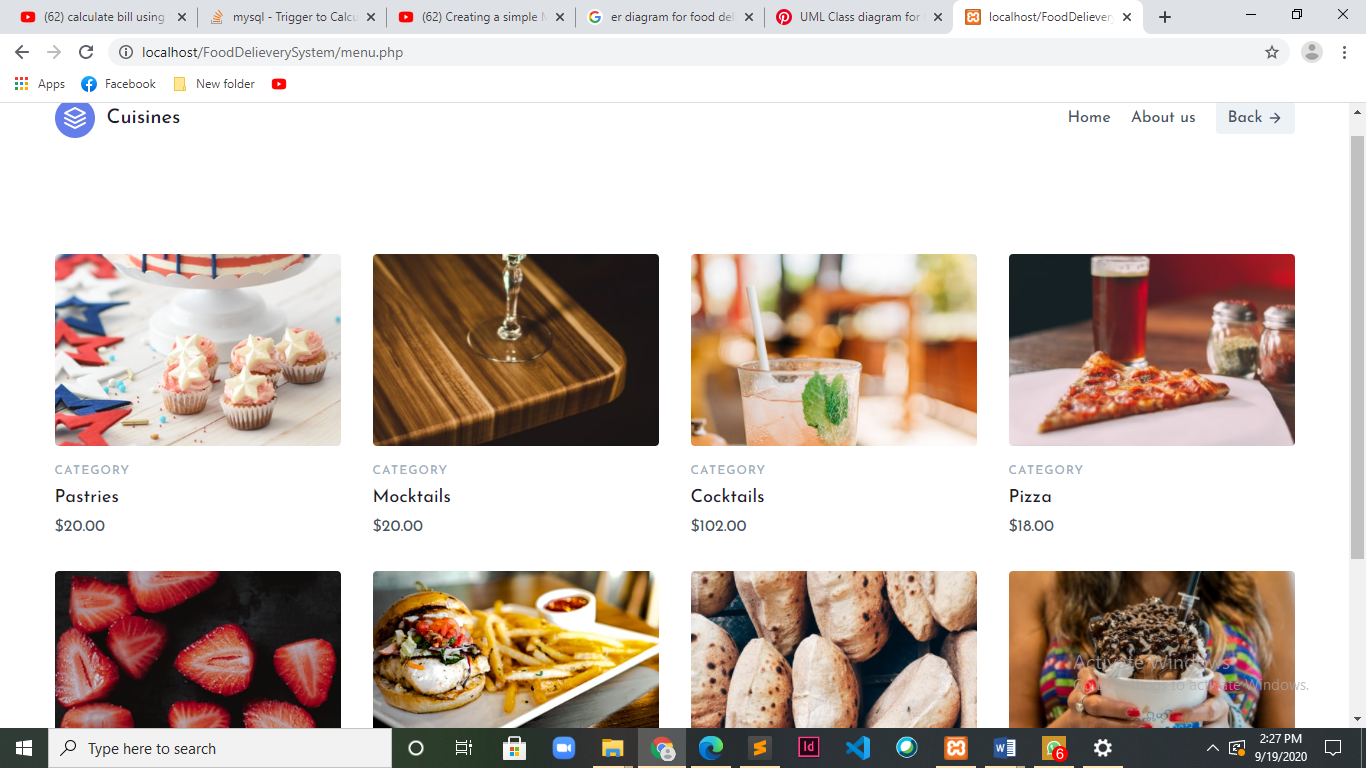 (62) calculate bill using
mysql - Trigger to Calcu
(62) Creating a simple
er diagram for food del
UML Class diagram for
localhost/FoodDelievery
localhost/FoodDelieverySystem/menu.php
Apps
Facebook
New folder
Cuisines
Home
About us
Back →
CATEGORY
Pastries
$20.00
CATEGORY
Mocktails
$20.00
CATEGORY
Cocktails
$102.00
CATEGORY
Pizza
$18.00
Activate Windows
to activate Windows.
Type here to search
Id
6
2:27 PM
9/19/2020